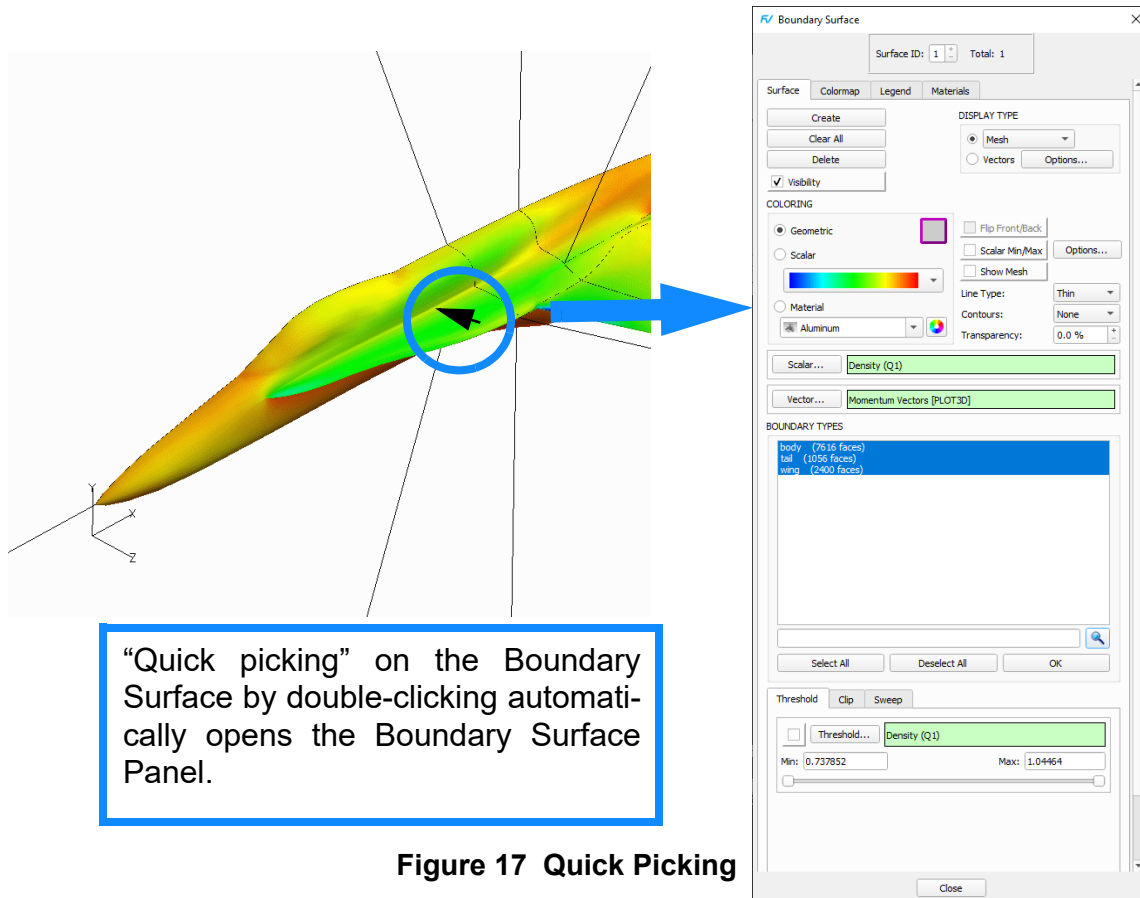 Y
X
Z
“Quick picking” on the Boundary
Surface by double-clicking automati-
cally opens the Boundary Surface
Panel.
Figure 17 Quick Picking
FV Boundary Surface
Surface ID: 1 Total: 1
Surface Colormap Legend Materials
Create
Clear All
Delete
Visibility
DISPLAY TYPE
Mesh
Vectors Options...
COLORING
Geometric
Scalar
Material
Aluminum
Flip Front/Back
Scalar Min/Max Options...
Show Mesh
Line Type: Thin
Contours: None
Transparency: 0.0 %
Scalar... Density (Q1)
Vector... Momentum Vectors [PLOT3D]
BOUNDARY TYPES
body (7616 faces)
tail (1056 faces)
wing (2400 faces)
Select All Deselect All OK
Threshold Clip Sweep
Threshold... Density (Q1)
Min: 0.737852 Max: 1.04464
Close